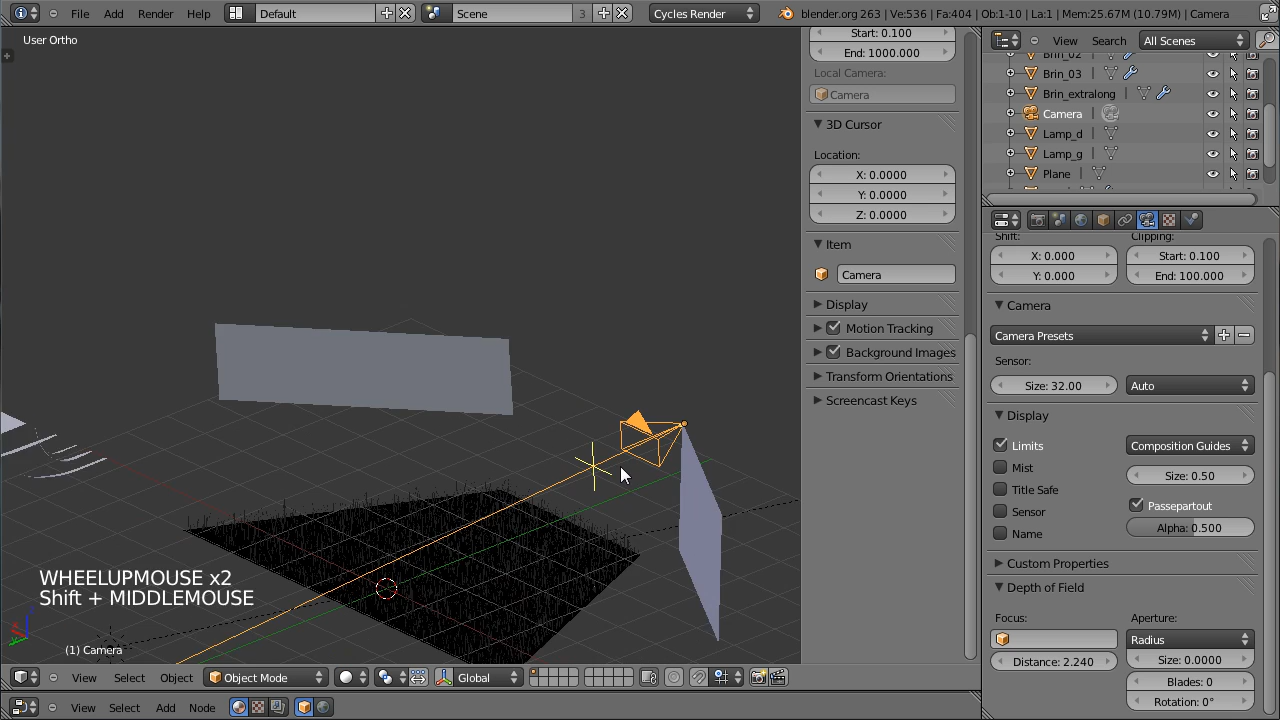 File Add Render Help Default Scene 3 Cycles Render blender.org 263 | Ve:536 | Fa:404 | Ob:1-10 | La:1 | Mem:25.67M (10.79M) | Camera
User Ortho
Start: 0.100
End: 1000.000
Local Camera:
Camera
3D Cursor
Location:
X: 0.0000
Y: 0.0000
Z: 0.0000
Item
Camera
Display
Motion Tracking
Background Images
Transform Orientations
Screencast Keys
WHEELUPMOUSE x2
Shift + MIDDLEMOUSE
(1) Camera
View Select Object Object Mode Global
View Select Add Node
View Search All Scenes
Brin_02
Brin_03
Brin_extralong
Camera
Lamp_d
Lamp_g
Plane
Shift: Clipping:
X: 0.000 Start: 0.100
Y: 0.000 End: 100.000
Camera
Camera Presets
Sensor:
Size: 32.00 Auto
Display
Limits Composition Guides
Mist Size: 0.50
Title Safe
Sensor Passepartout
Name Alpha: 0.500
Custom Properties
Depth of Field
Focus: Aperture:
Radius
Distance: 2.240 Size: 0.0000
Blades: 0
Rotation: 0°